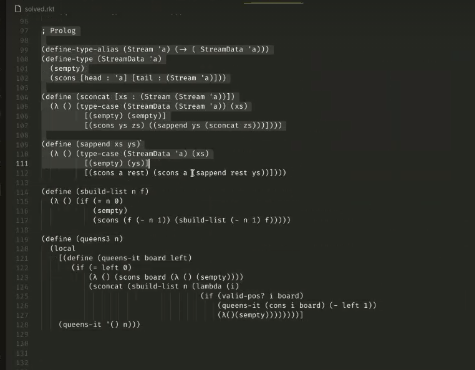 solved.rkt
96
97 ; Prolog
98
99 (define-type-alias (Stream 'a) (-> ( StreamData 'a)))
100 (define-type (StreamData 'a)
101 (sempty)
102 (scons [head : 'a] [tail : (Stream 'a)]))
103
104 (define (sconcat [xs : (Stream (Stream 'a))])
105 (λ () (type-case (StreamData (Stream 'a)) (xs)
106 [(sempty) (sempty)]
107 [(scons ys zs) ((sappend ys (sconcat zs)))])))
108
109 (define (sappend xs ys)
110 (λ () (type-case (StreamData 'a) (xs)
111 [(sempty) (ys)]
112 [(scons a rest) (scons a (sappend rest ys))])))
113
114 (define (sbuild-list n f)
115 (λ () (if (= n 0)
116 (sempty)
117 (scons (f (- n 1)) (sbuild-list (- n 1) f)))))
118
119 (define (queens3 n)
120 (local
121 [(define (queens-it board left)
122 (if (= left 0)
123 (λ () (scons board (λ () (sempty))))
124 (sconcat (sbuild-list n [lambda (i)
125 (if (valid-pos? i board)
126 (queens-it (cons i board) (- left 1))
127 (λ()(sempty))))))))]
128 (queens-it '() n)))
129
130
131
132